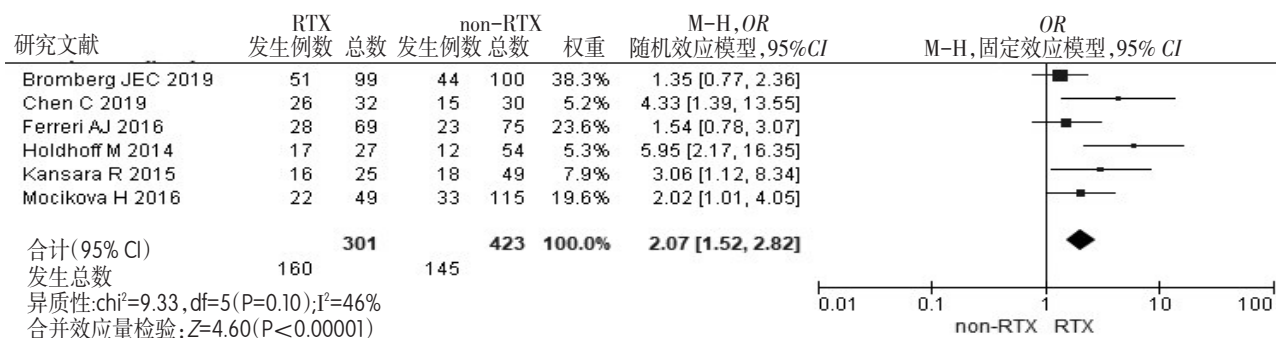 RTX non-RTX M-H,OR OR
研究文献 发生例数 总数 发生例数 总数 权重 随机效应模型,95%CI M-H,固定效应模型,95% CI
Bromberg JEC 2019 51 99 44 100 38.3% 1.35 [0.77, 2.36]
Chen C 2019 26 32 15 30 5.2% 4.33 [1.39, 13.55]
Ferreri AJ 2016 28 69 23 75 23.6% 1.54 [0.78, 3.07]
Holdhoff M 2014 17 27 12 54 5.3% 5.95 [2.17, 16.35]
Kansara R 2015 16 25 18 49 7.9% 3.06 [1.12, 8.34]
Mocikova H 2016 22 49 33 115 19.6% 2.02 [1.01, 4.05]
合计(95% CI) 301 423 100.0% 2.07 [1.52, 2.82]
发生总数 160 145
异质性:chi²=9.33,df=5(P=0.10);I²=46%
合并效应量检验:Z=4.60(P<0.00001)
0.01 0.1 1 10 100
non-RTX RTX